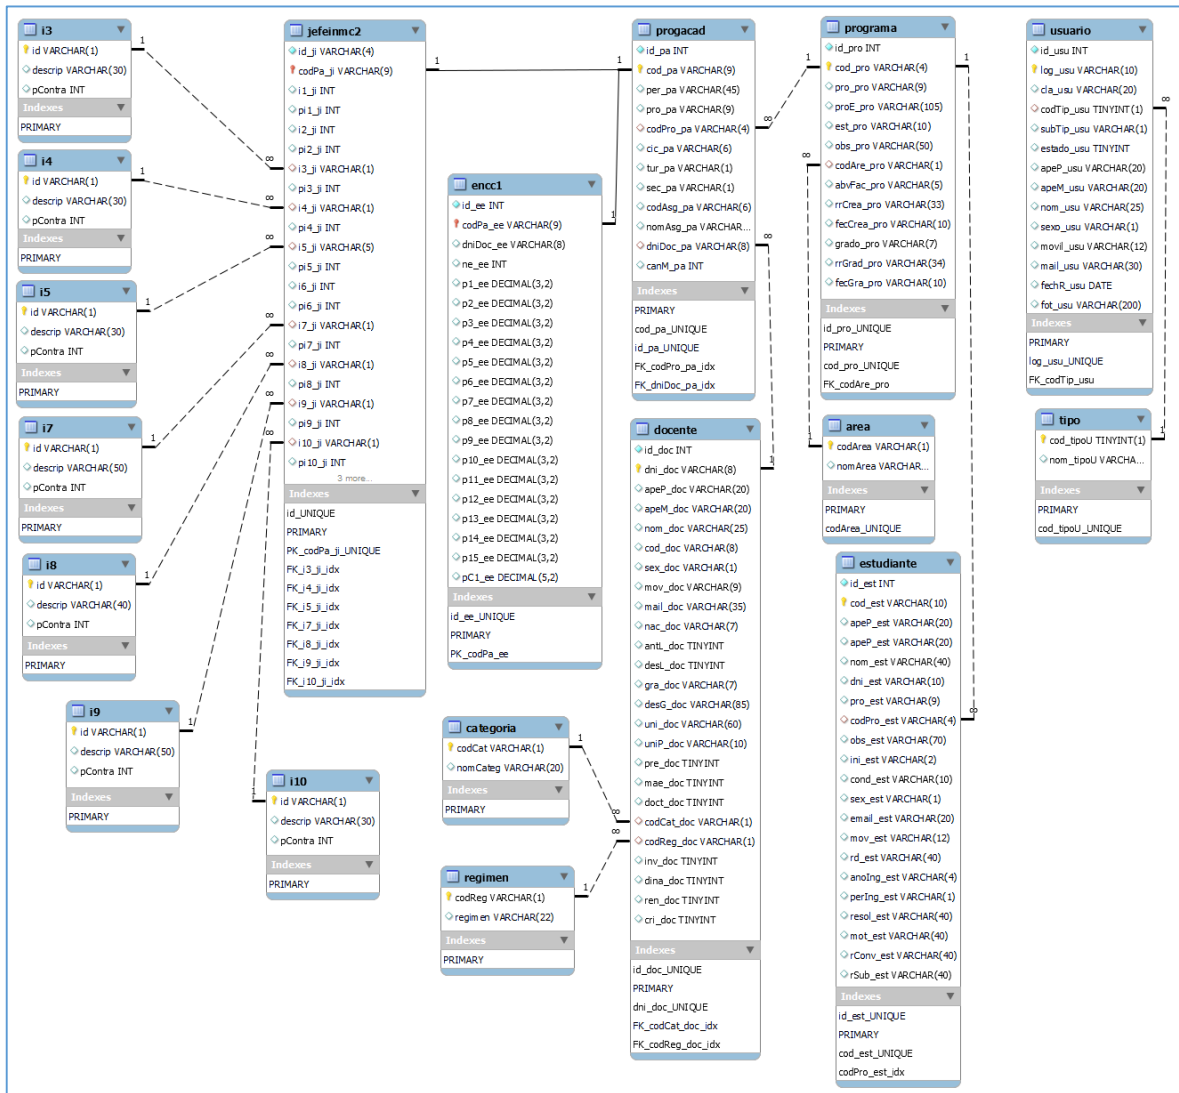 i3
id VARCHAR(1)
descrip VARCHAR(30)
pContra INT
Indexes
PRIMARY
i4
id VARCHAR(1)
descrip VARCHAR(30)
pContra INT
Indexes
PRIMARY
i5
id VARCHAR(1)
descrip VARCHAR(30)
pContra INT
Indexes
PRIMARY
i7
id VARCHAR(1)
descrip VARCHAR(50)
pContra INT
Indexes
PRIMARY
i8
id VARCHAR(1)
descrip VARCHAR(40)
pContra INT
Indexes
PRIMARY
i9
id VARCHAR(1)
descrip VARCHAR(50)
pContra INT
Indexes
PRIMARY
i10
id VARCHAR(1)
descrip VARCHAR(30)
pContra INT
Indexes
PRIMARY
jefeinmc2
id_ji VARCHAR(4)
codPa_ji VARCHAR(9)
i1_ji INT
pi1_ji INT
i2_ji INT
pi2_ji INT
i3_ji VARCHAR(1)
pi3_ji INT
i4_ji VARCHAR(1)
pi4_ji INT
i5_ji VARCHAR(5)
pi5_ji INT
i6_ji INT
pi6_ji INT
i7_ji VARCHAR(1)
pi7_ji INT
i8_ji VARCHAR(1)
pi8_ji INT
i9_ji VARCHAR(1)
pi9_ji INT
i10_ji VARCHAR(1)
pi10_ji INT
3 more...
Indexes
id_UNIQUE
PRIMARY
PK_codPa_ji_UNIQUE
FK_i3_ji_idx
FK_i4_ji_idx
FK_i5_ji_idx
FK_i7_ji_idx
FK_i8_ji_idx
FK_i9_ji_idx
FK_i10_ji_idx
encc1
id_ee INT
codPa_ee VARCHAR(9)
dniDoc_ee VARCHAR(8)
ne_ee INT
p1_ee DECIMAL(3,2)
p2_ee DECIMAL(3,2)
p3_ee DECIMAL(3,2)
p4_ee DECIMAL(3,2)
p5_ee DECIMAL(3,2)
p6_ee DECIMAL(3,2)
p7_ee DECIMAL(3,2)
p8_ee DECIMAL(3,2)
p9_ee DECIMAL(3,2)
p10_ee DECIMAL(3,2)
p11_ee DECIMAL(3,2)
p12_ee DECIMAL(3,2)
p13_ee DECIMAL(3,2)
p14_ee DECIMAL(3,2)
p15_ee DECIMAL(3,2)
pC1_ee DECIMAL(5,2)
Indexes
id_ee_UNIQUE
PRIMARY
PK_codPa_ee
categoria
codCat VARCHAR(1)
nomCateg VARCHAR(20)
Indexes
PRIMARY
regimen
codReg VARCHAR(1)
regimen VARCHAR(22)
Indexes
PRIMARY
progacad
id_pa INT
cod_pa VARCHAR(9)
per_pa VARCHAR(45)
pro_pa VARCHAR(9)
codPro_pa VARCHAR(4)
cic_pa VARCHAR(6)
tur_pa VARCHAR(1)
sec_pa VARCHAR(1)
codAsg_pa VARCHAR(6)
nomAsg_pa VARCHAR...
dniDoc_pa VARCHAR(8)
canM_pa INT
Indexes
PRIMARY
cod_pa_UNIQUE
id_pa_UNIQUE
FK_codPro_pa_idx
FK_dniDoc_pa_idx
docente
id_doc INT
dni_doc VARCHAR(8)
apeP_doc VARCHAR(20)
apeM_doc VARCHAR(20)
nom_doc VARCHAR(25)
cod_doc VARCHAR(8)
sex_doc VARCHAR(1)
mov_doc VARCHAR(9)
mail_doc VARCHAR(35)
nac_doc VARCHAR(7)
antL_doc TINYINT
desL_doc TINYINT
gra_doc VARCHAR(7)
desG_doc VARCHAR(85)
uni_doc VARCHAR(60)
uniP_doc VARCHAR(10)
pre_doc TINYINT
mae_doc TINYINT
doct_doc TINYINT
codCat_doc VARCHAR(1)
codReg_doc VARCHAR(1)
inv_doc TINYINT
dina_doc TINYINT
ren_doc TINYINT
cri_doc TINYINT
Indexes
id_doc_UNIQUE
PRIMARY
dni_doc_UNIQUE
FK_codCat_doc_idx
FK_codReg_doc_idx
programa
id_pro INT
cod_pro VARCHAR(4)
pro_pro VARCHAR(9)
proE_pro VARCHAR(105)
est_pro VARCHAR(10)
obs_pro VARCHAR(50)
codAre_pro VARCHAR(1)
abvFac_pro VARCHAR(5)
rrCrea_pro VARCHAR(33)
fecCrea_pro VARCHAR(10)
grado_pro VARCHAR(7)
rrGrad_pro VARCHAR(34)
fecGra_pro VARCHAR(10)
Indexes
id_pro_UNIQUE
PRIMARY
cod_pro_UNIQUE
FK_codAre_pro
area
codArea VARCHAR(1)
nomArea VARCHAR...
Indexes
PRIMARY
codArea_UNIQUE
estudiante
id_est INT
cod_est VARCHAR(10)
apeP_est VARCHAR(20)
apeP_est VARCHAR(20)
nom_est VARCHAR(40)
dni_est VARCHAR(10)
pro_est VARCHAR(9)
codPro_est VARCHAR(4)
obs_est VARCHAR(70)
ini_est VARCHAR(2)
cond_est VARCHAR(10)
sex_est VARCHAR(1)
email_est VARCHAR(20)
mov_est VARCHAR(12)
rd_est VARCHAR(40)
anoIng_est VARCHAR(4)
perIng_est VARCHAR(1)
resol_est VARCHAR(40)
mot_est VARCHAR(40)
rConv_est VARCHAR(40)
rSub_est VARCHAR(40)
Indexes
id_est_UNIQUE
PRIMARY
cod_est_UNIQUE
codPro_est_idx
usuario
id_usu INT
log_usu VARCHAR(10)
cla_usu VARCHAR(20)
codTip_usu TINYINT(1)
subTip_usu VARCHAR(1)
estado_usu TINYINT
apeP_usu VARCHAR(20)
apeM_usu VARCHAR(20)
nom_usu VARCHAR(25)
sexo_usu VARCHAR(1)
movil_usu VARCHAR(12)
mail_usu VARCHAR(30)
fechR_usu DATE
fot_usu VARCHAR(200)
Indexes
PRIMARY
log_usu_UNIQUE
FK_codTip_usu
tipo
cod_tipoU TINYINT(1)
nom_tipoU VARCHA...
Indexes
PRIMARY
cod_tipoU_UNIQUE